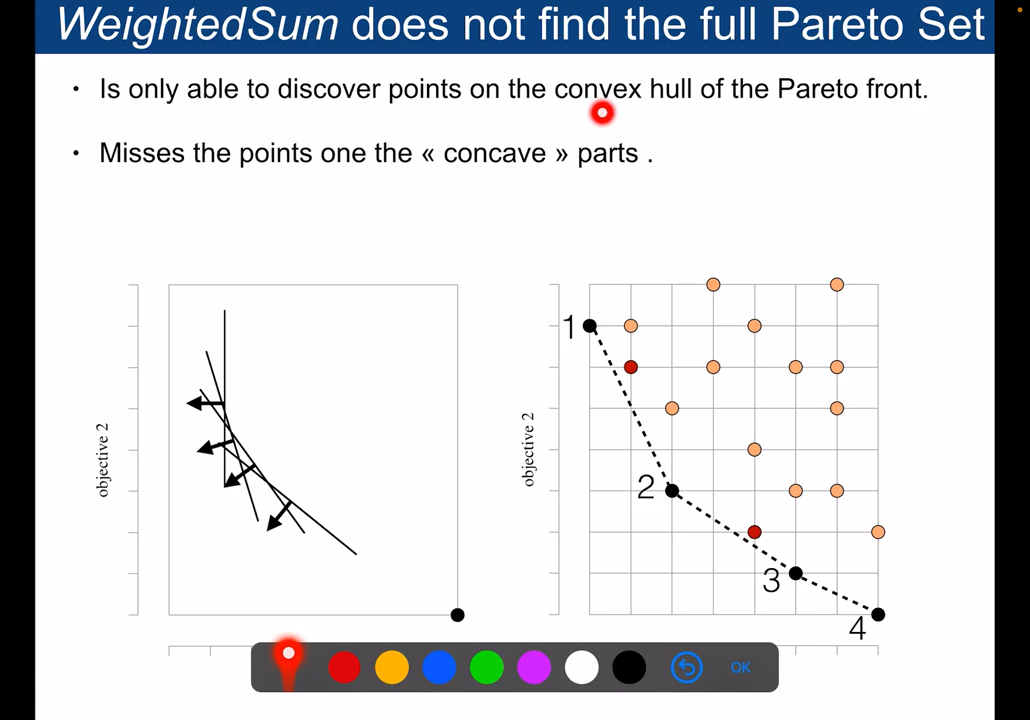 WeightedSum does not find the full Pareto Set
· Is only able to discover points on the convex hull of the Pareto front.
· Misses the points one the « concave » parts .
objective 2
objective 2
1
2
3
4
OK